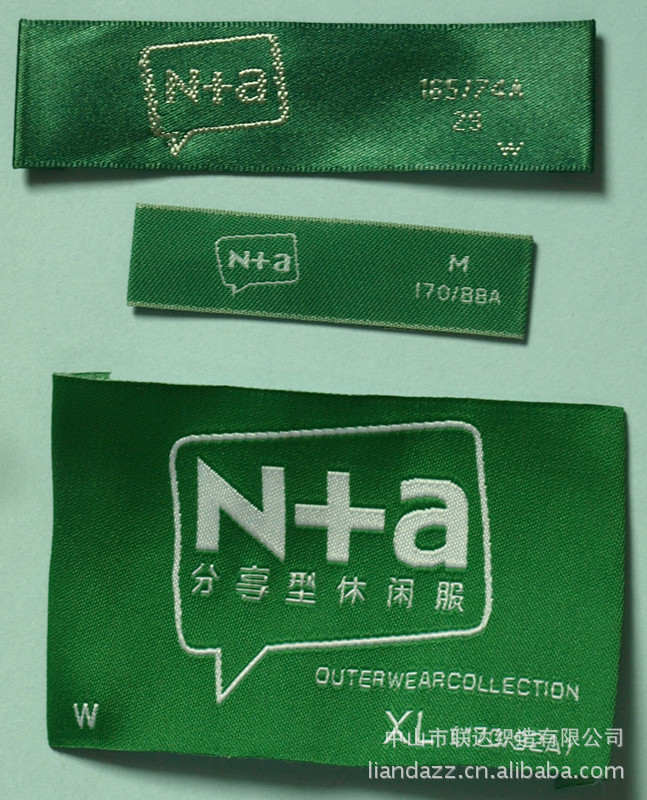 N+a
165/74A
29
W
N+a
M
170/88A
N+a
分享型休闲服
OUTERWEARCOLLECTION
W
XL
中山市联达织造有限公司
liandazz.cn.alibaba.com